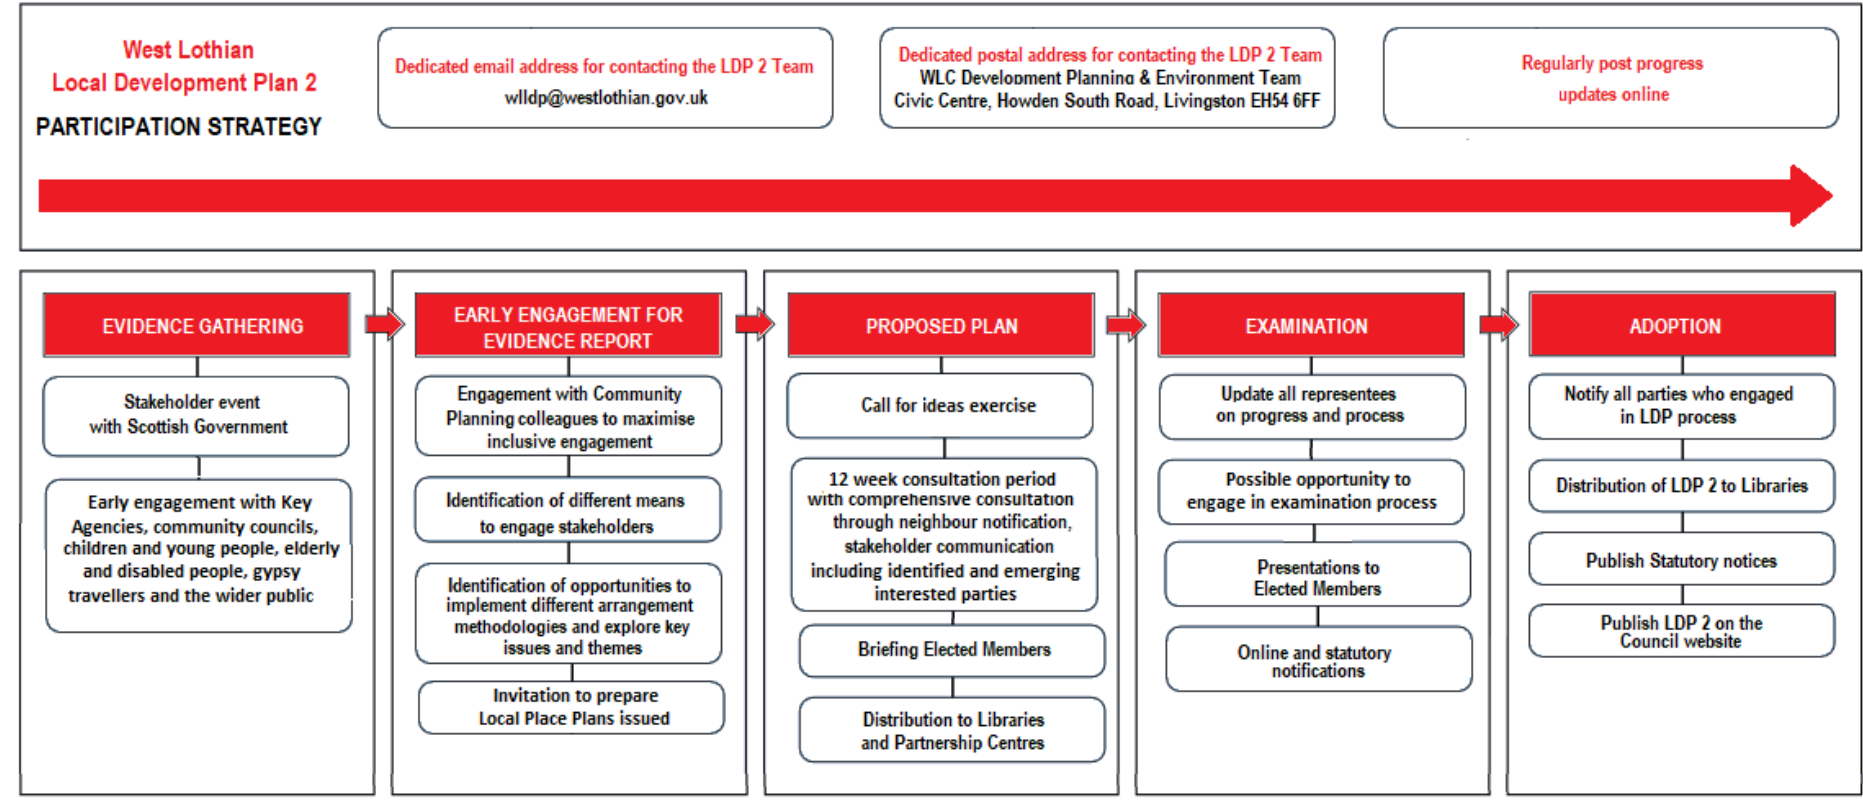 West Lothian
Local Development Plan 2
PARTICIPATION STRATEGY
Dedicated email address for contacting the LDP 2 Team
wlldp@westlothian.gov.uk
Dedicated postal address for contacting the LDP 2 Team
WLC Development Planning & Environment Team
Civic Centre, Howden South Road, Livingston EH54 6FF
Regularly post progress
updates online
EVIDENCE GATHERING
Stakeholder event
with Scottish Government
Early engagement with Key
Agencies, community councils,
children and young people, elderly
and disabled people, gypsy
travellers and the wider public
EARLY ENGAGEMENT FOR
EVIDENCE REPORT
Engagement with Community
Planning colleagues to maximise
inclusive engagement
Identification of different means
to engage stakeholders
Identification of opportunities to
implement different arrangement
methodologies and explore key
issues and themes
Invitation to prepare
Local Place Plans issued
PROPOSED PLAN
Call for ideas exercise
12 week consultation period
with comprehensive consultation
through neighbour notification,
stakeholder communication
including identified and emerging
interested parties
Briefing Elected Members
Distribution to Libraries
and Partnership Centres
EXAMINATION
Update all representees
on progress and process
Possible opportunity to
engage in examination process
Presentations to
Elected Members
Online and statutory
notifications
ADOPTION
Notify all parties who engaged
in LDP process
Distribution of LDP 2 to Libraries
Publish Statutory notices
Publish LDP 2 on the
Council website